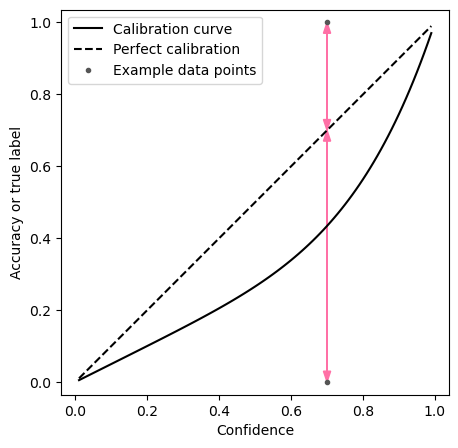 Calibration curve
Perfect calibration
Example data points
Accuracy or true label
1.0
0.8
0.6
0.4
0.2
0.0
0.0 0.2 0.4 0.6 0.8 1.0
Confidence